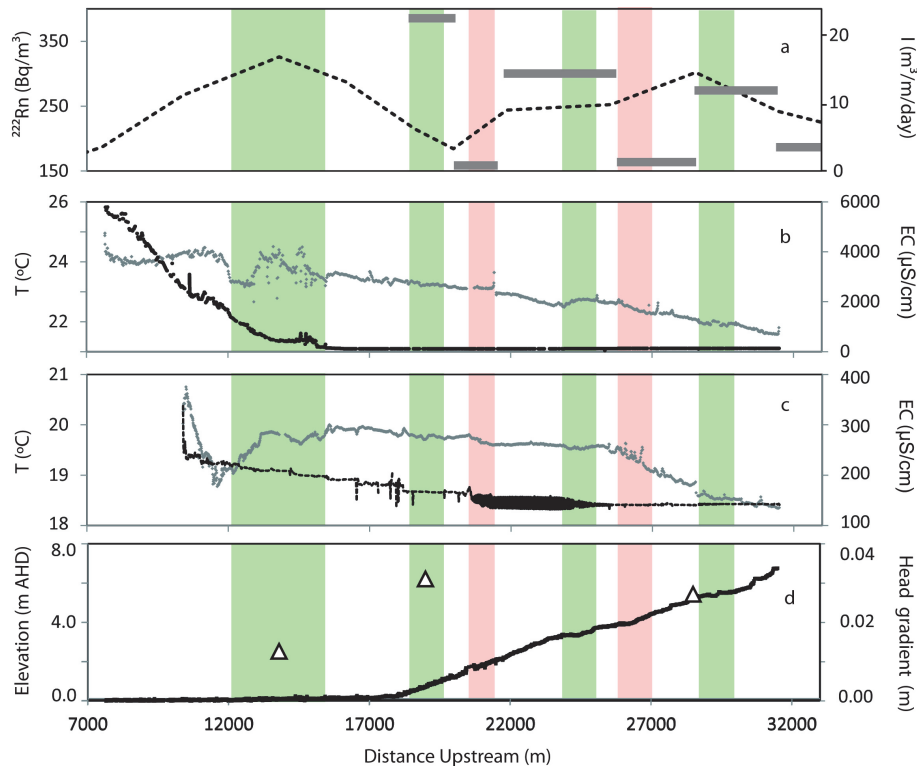 350
250
150
²²²Rn (Bq/m³)
a
20
10
0
I (m³/m/day)
26
24
22
T (ºC)
b
6000
4000
2000
0
EC (µS/cm)
21
20
19
18
T (ºC)
c
400
300
200
100
EC (µS/cm)
8.0
4.0
0.0
Elevation (m AHD)
d
0.04
0.02
0.00
Head gradient (m)
7000 12000 17000 22000 27000 32000
Distance Upstream (m)